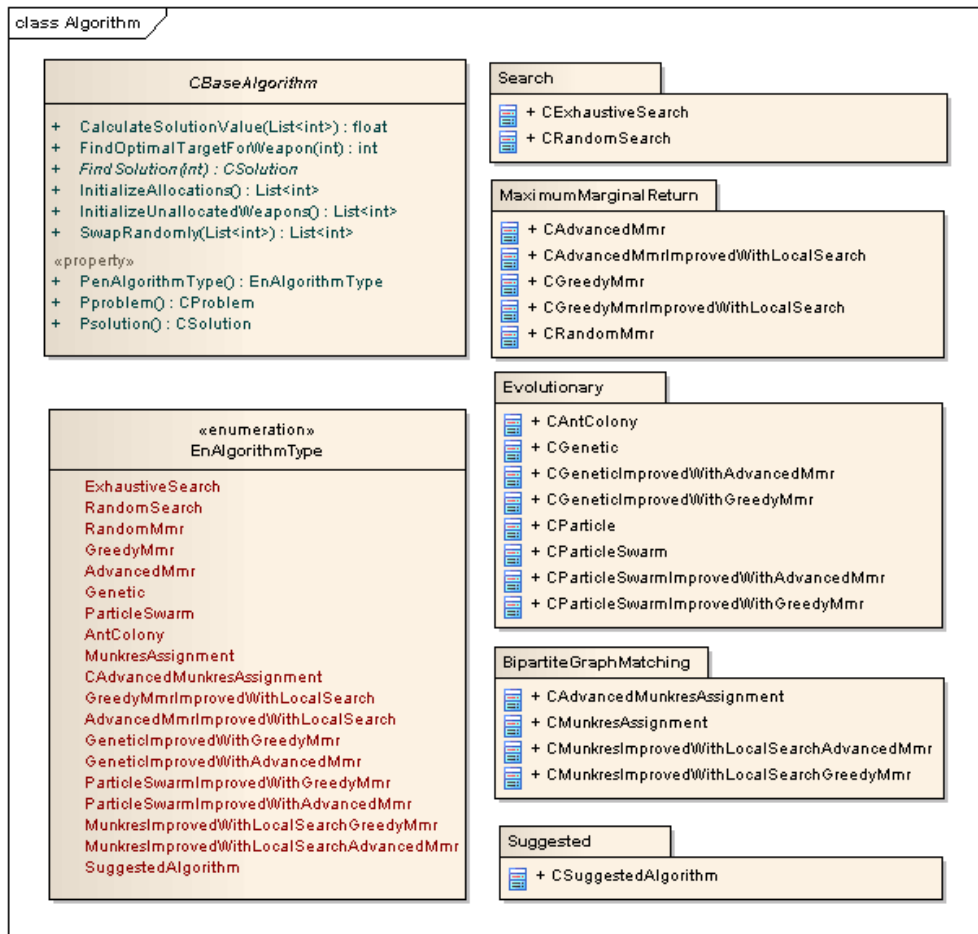 class Algorithm
CBaseAlgorithm
+ CalculateSolutionValue(List<int>) : float
+ FindOptimalTargetForWeapon(int) : int
+ FindSolution(int) : CSolution
+ InitializeAllocations() : List<int>
+ InitializeUnallocatedWeapons() : List<int>
+ SwapRandomly(List<int>) : List<int>
«property»
+ PenAlgorithmType() : EnAlgorithmType
+ Pproblem() : CProblem
+ Psolution() : CSolution
«enumeration»
EnAlgorithmType
ExhaustiveSearch
RandomSearch
RandomMmr
GreedyMmr
AdvancedMmr
Genetic
ParticleSwarm
AntColony
MunkresAssignment
CAdvancedMunkresAssignment
GreedyMmrImprovedWithLocalSearch
AdvancedMmrImprovedWithLocalSearch
GeneticImprovedWithGreedyMmr
GeneticImprovedWithAdvancedMmr
ParticleSwarmImprovedWithGreedyMmr
ParticleSwarmImprovedWithAdvancedMmr
MunkresImprovedWithLocalSearchGreedyMmr
MunkresImprovedWithLocalSearchAdvancedMmr
SuggestedAlgorithm
Search
+ CExhaustiveSearch
+ CRandomSearch
MaximumMarginalReturn
+ CAdvancedMmr
+ CAdvancedMmrImprovedWithLocalSearch
+ CGreedyMmr
+ CGreedyMmrImprovedWithLocalSearch
+ CRandomMmr
Evolutionary
+ CAntColony
+ CGenetic
+ CGeneticImprovedWithAdvancedMmr
+ CGeneticImprovedWithGreedyMmr
+ CParticle
+ CParticleSwarm
+ CParticleSwarmImprovedWithAdvancedMmr
+ CParticleSwarmImprovedWithGreedyMmr
BipartiteGraphMatching
+ CAdvancedMunkresAssignment
+ CMunkresAssignment
+ CMunkresImprovedWithLocalSearchAdvancedMmr
+ CMunkresImprovedWithLocalSearchGreedyMmr
Suggested
+ CSuggestedAlgorithm